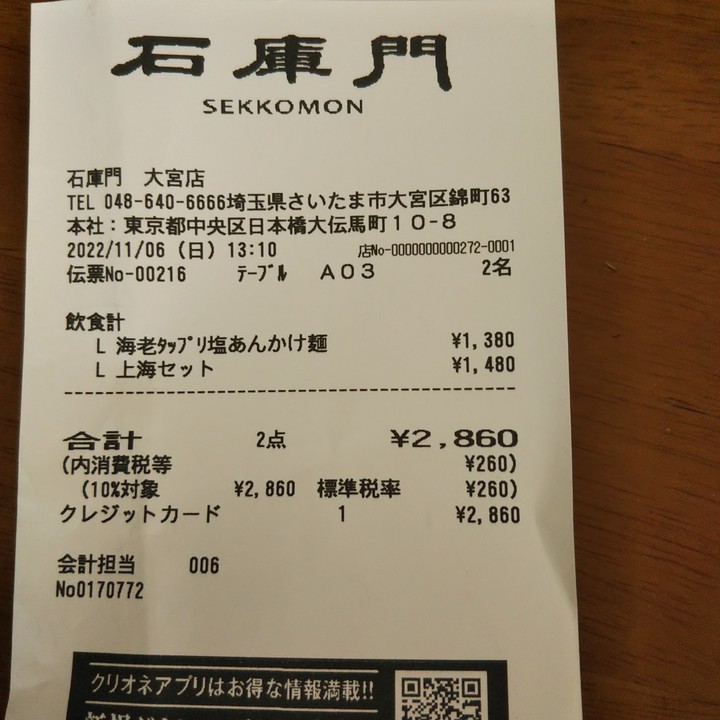 石庫門
SEKKOMON
石庫門 大宮店
TEL 048-640-6666埼玉県さいたま市大宮区錦町63
本社：東京都中央区日本橋大伝馬町１０-８
2022/11/06 (日) 13:10 店No-0000000000272-0001
伝票No-00216 ﾃｰﾌﾞﾙ Ａ０３ 2名
飲食計
L 海老ﾀｯﾌﾟﾘ塩あんかけ麺 ¥1,380
L 上海セット ¥1,480
合計 2点 ¥2,860
(内消費税等 ¥260)
(10%対象 ¥2,860 標準税率 ¥260)
クレジットカード 1 ¥2,860
会計担当 006
No0170772
クリオネアプリはお得な情報満載!!